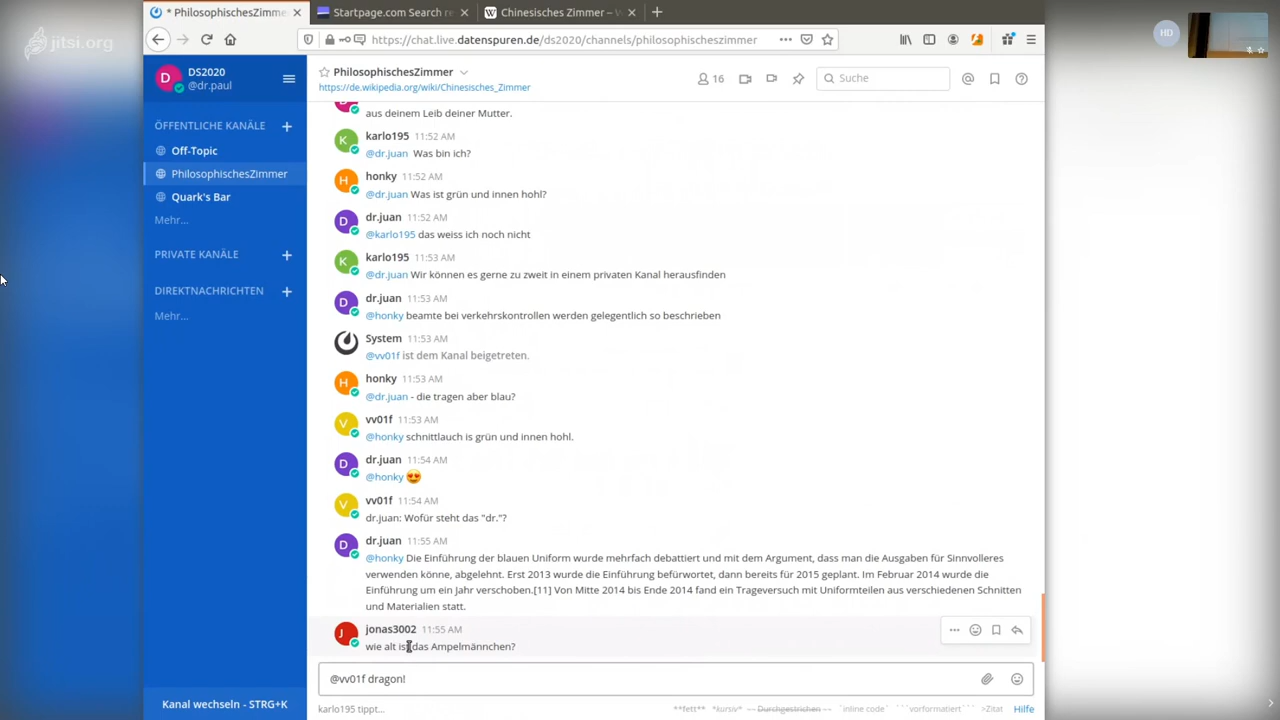 jitsi.org
* PhilosophischesZimmer
Startpage.com Search re
Chinesisches Zimmer – W
https://chat.live.datenspuren.de/ds2020/channels/philosophischeszimmer
HD
D
DS2020
@dr.paul
ÖFFENTLICHE KANÄLE
Off-Topic
PhilosophischesZimmer
Quark's Bar
Mehr...
PRIVATE KANÄLE
DIREKTNACHRICHTEN
Mehr...
Kanal wechseln - STRG+K
PhilosophischesZimmer
https://de.wikipedia.org/wiki/Chinesisches_Zimmer
16
Suche
aus deinem Leib deiner Mutter.
K
karlo195 11:52 AM
@dr.juan Was bin ich?
H
honky 11:52 AM
@dr.juan Was ist grün und innen hohl?
D
dr.juan 11:52 AM
@karlo195 das weiss ich noch nicht
K
karlo195 11:53 AM
@dr.juan Wir können es gerne zu zweit in einem privaten Kanal herausfinden
D
dr.juan 11:53 AM
@honky beamte bei verkehrskontrollen werden gelegentlich so beschrieben
System 11:53 AM
@vv01f ist dem Kanal beigetreten.
H
honky 11:53 AM
@dr.juan - die tragen aber blau?
V
vv01f 11:53 AM
@honky schnittlauch is grün und innen hohl.
D
dr.juan 11:54 AM
@honky
V
vv01f 11:54 AM
dr.juan: Wofür steht das "dr."?
D
dr.juan 11:55 AM
@honky Die Einführung der blauen Uniform wurde mehrfach debattiert und mit dem Argument, dass man die Ausgaben für Sinnvolleres
verwenden könne, abgelehnt. Erst 2013 wurde die Einführung befürwortet, dann bereits für 2015 geplant. Im Februar 2014 wurde die
Einführung um ein Jahr verschoben.[11] Von Mitte 2014 bis Ende 2014 fand ein Trageversuch mit Uniformteilen aus verschiedenen Schnitten
und Materialien statt.
J
jonas3002 11:55 AM
wie alt ist das Ampelmännchen?
@vv01f dragon!
karlo195 tippt...
**fett** *kursiv* ~~Durchgestrichen~~ `inline code` ```vorformatiert``` >Zitat Hilfe